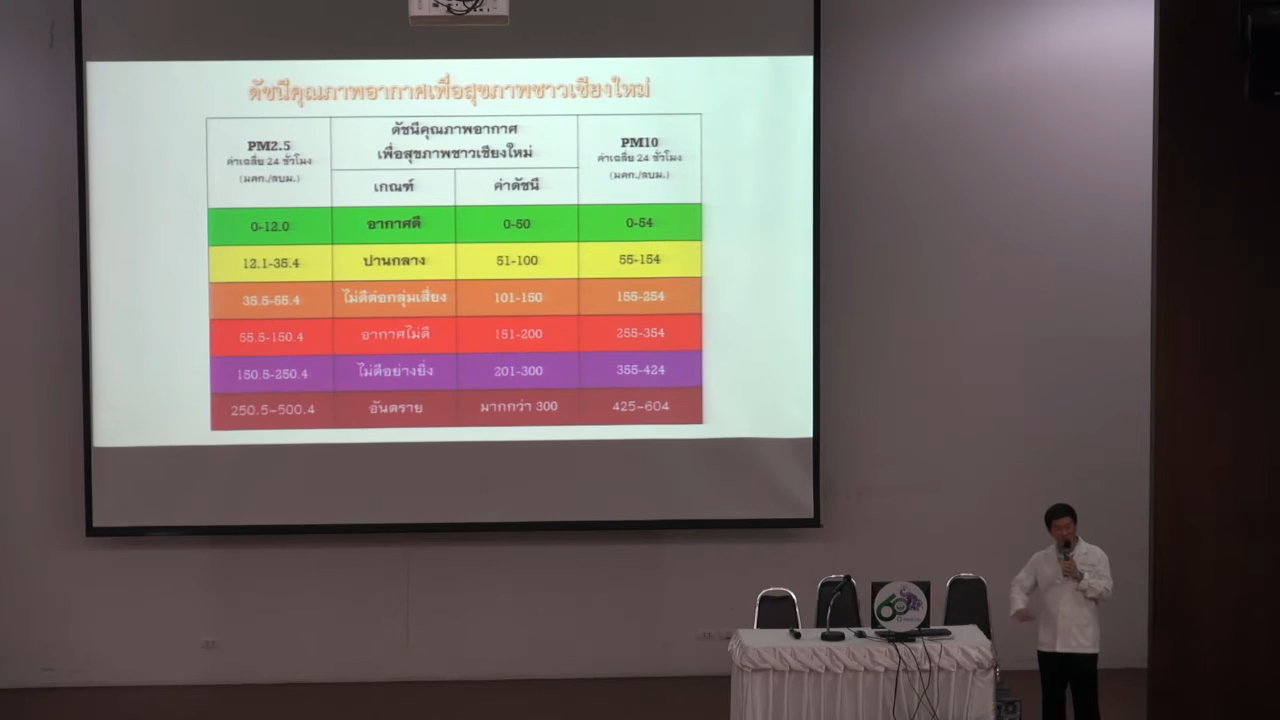 ดัชนีคุณภาพอากาศเพื่อสุขภาพชาวเชียงใหม่
PM2.5
ค่าเฉลี่ย 24 ชั่วโมง
(มคก./ลบม.)
ดัชนีคุณภาพอากาศ
เพื่อสุขภาพชาวเชียงใหม่
PM10
ค่าเฉลี่ย 24 ชั่วโมง
(มคก./ลบม.)
เกณฑ์ ค่าดัชนี
0-12.0 อากาศดี 0-50 0-54
12.1-35.4 ปานกลาง 51-100 55-154
35.5-55.4 ไม่ดีต่อกลุ่มเสี่ยง 101-150 155-254
55.5-150.4 อากาศไม่ดี 151-200 255-354
150.5-250.4 ไม่ดีอย่างยิ่ง 201-300 355-424
250.5-500.4 อันตราย มากกว่า 300 425-604
60